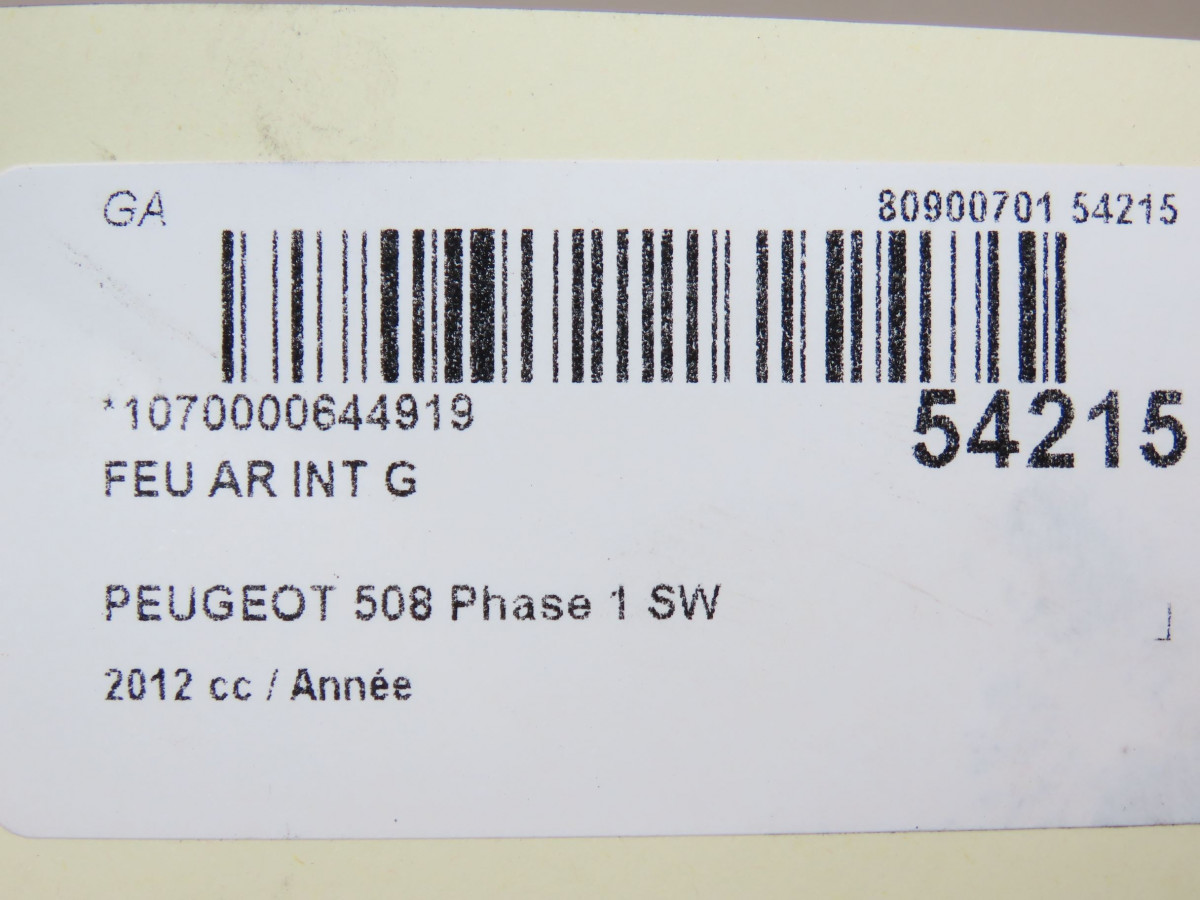 GA 80900701 54215
*1070000644919
54215
FEU AR INT G
PEUGEOT 508 Phase 1 SW
2012 cc / Année